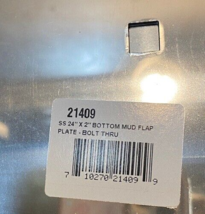 21409
SS 24" X 2" BOTTOM MUD FLAP
PLATE - BOLT THRU
7 10270 21409 9